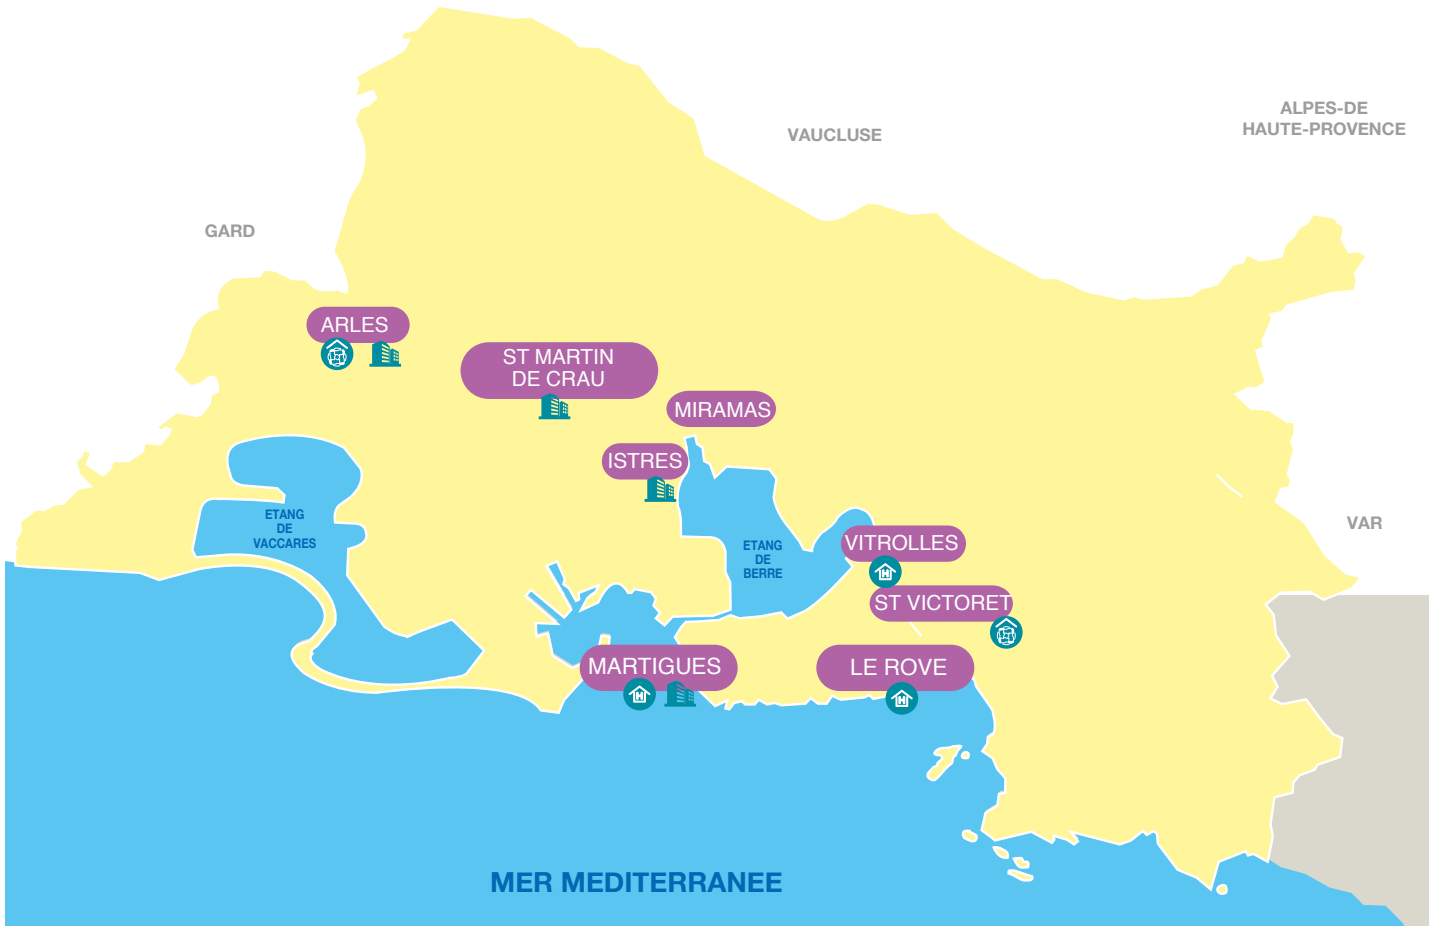 ALPES-DE
HAUTE-PROVENCE
VAUCLUSE
GARD
ARLES
ST MARTIN
DE CRAU
MIRAMAS
ISTRES
ETANG
DE
VACCARES
VAR
ETANG
DE
BERRE
VITROLLES
H
ST VICTORET
MARTIGUES
H
LE ROVE
H
MER MEDITERRANEE